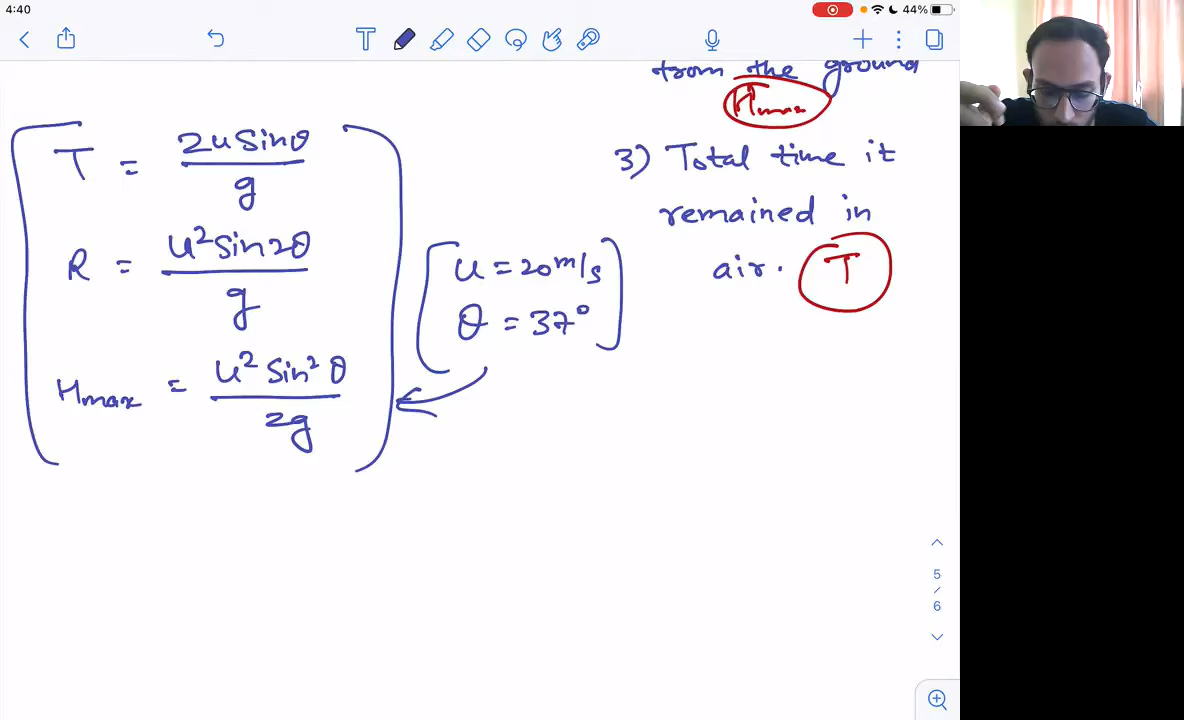 4:40
44%
from the ground
Hmax
T = 2u Sinθ / g
R = u² Sin2θ / g
Hmax = u² Sin² θ / 2g
u = 20 m/s
θ = 37°
3) Total time it
remained in
air. T
5
/
6